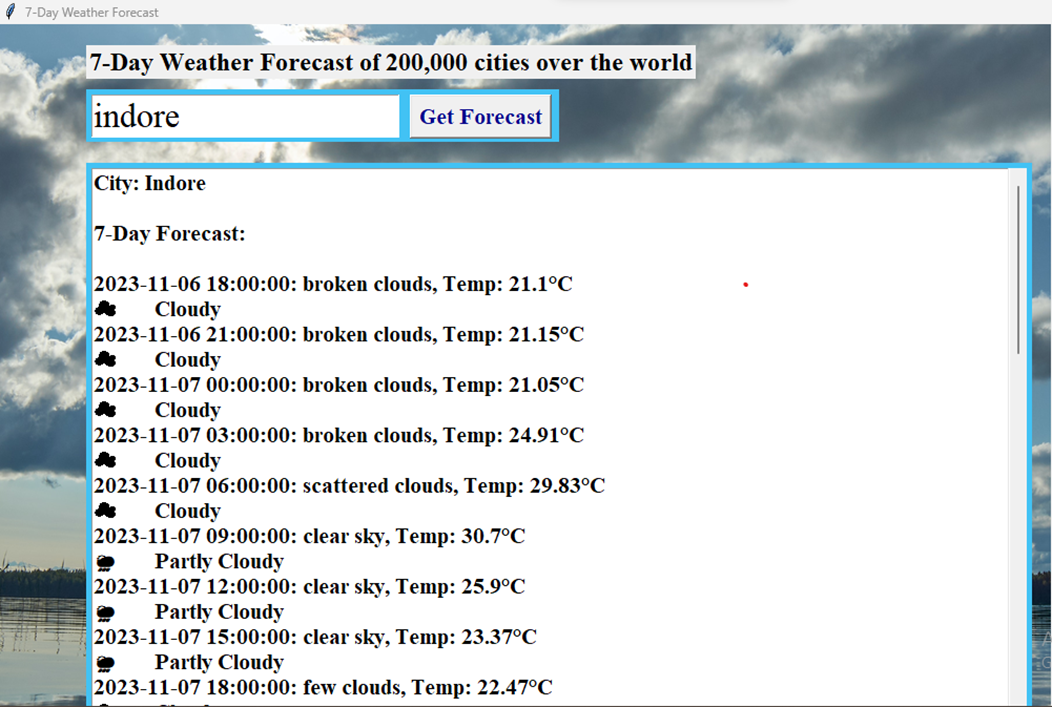 7-Day Weather Forecast
7-Day Weather Forecast of 200,000 cities over the world
indore
Get Forecast
City: Indore
7-Day Forecast:
2023-11-06 18:00:00: broken clouds, Temp: 21.1°C
Cloudy
2023-11-06 21:00:00: broken clouds, Temp: 21.15°C
Cloudy
2023-11-07 00:00:00: broken clouds, Temp: 21.05°C
Cloudy
2023-11-07 03:00:00: broken clouds, Temp: 24.91°C
Cloudy
2023-11-07 06:00:00: scattered clouds, Temp: 29.83°C
Cloudy
2023-11-07 09:00:00: clear sky, Temp: 30.7°C
Partly Cloudy
2023-11-07 12:00:00: clear sky, Temp: 25.9°C
Partly Cloudy
2023-11-07 15:00:00: clear sky, Temp: 23.37°C
Partly Cloudy
2023-11-07 18:00:00: few clouds, Temp: 22.47°C